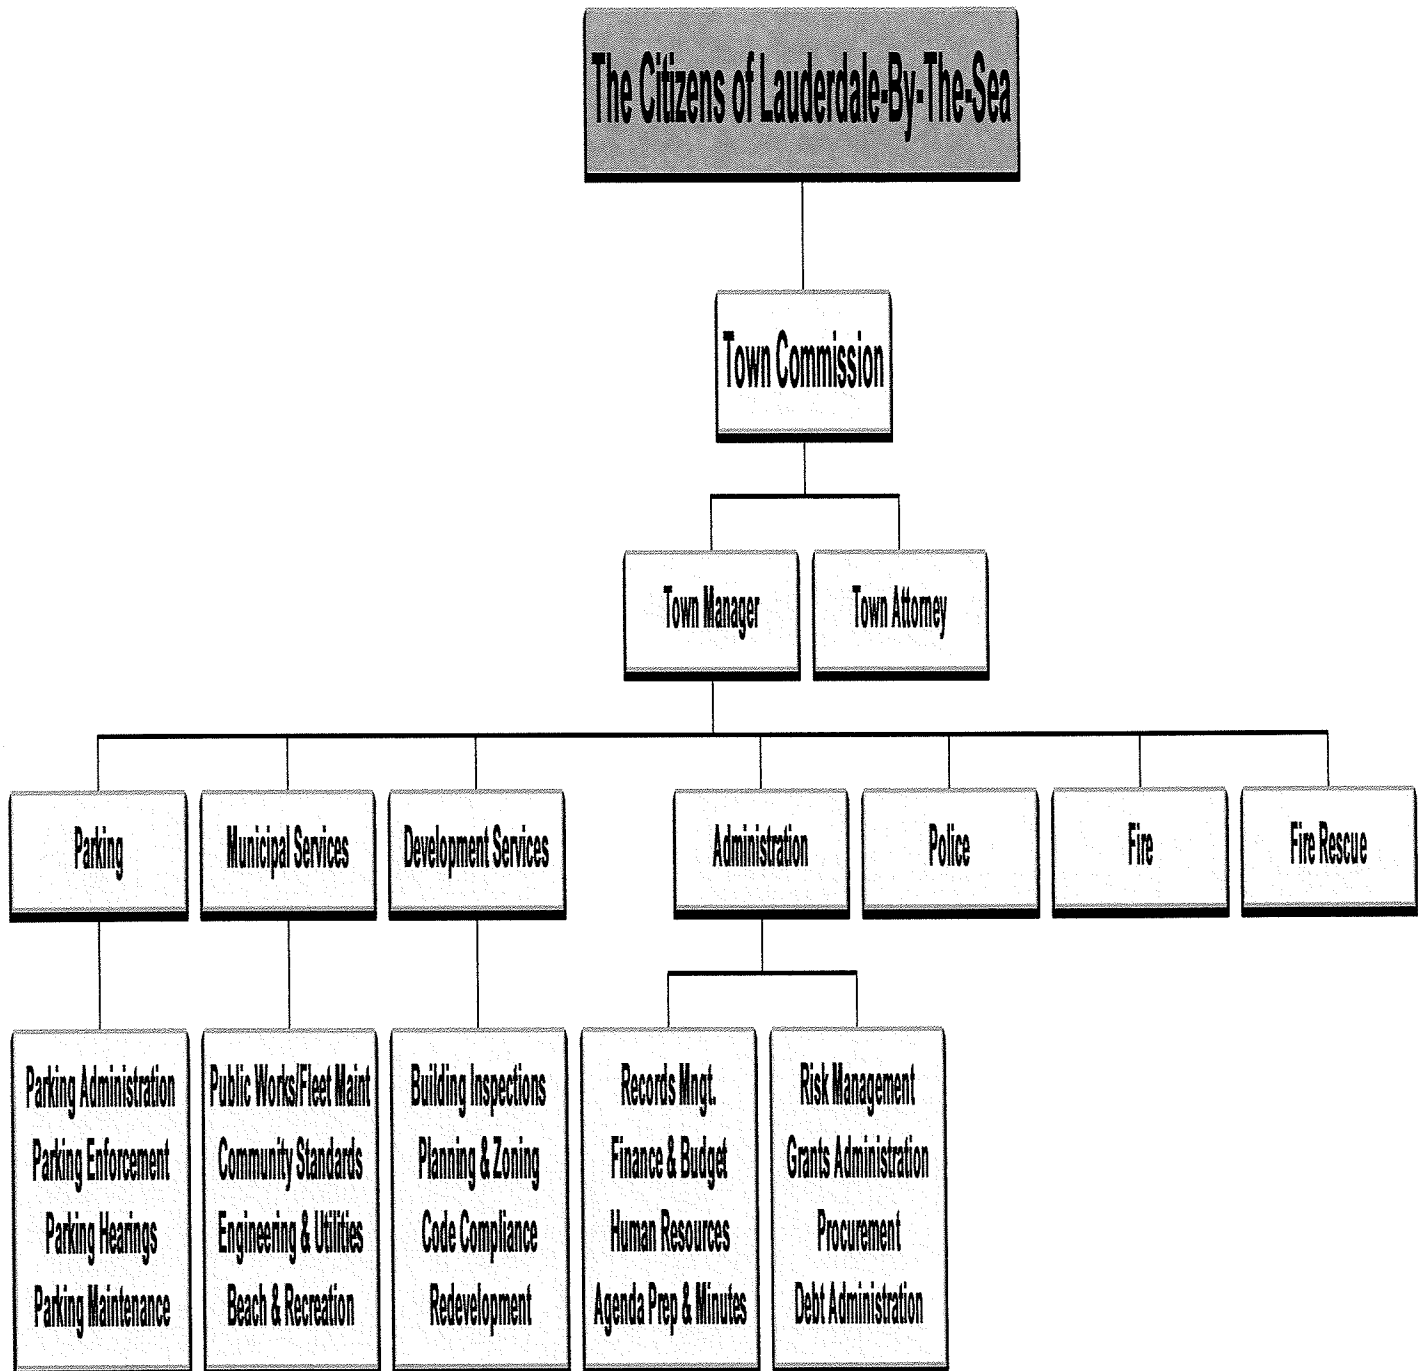 The Citizens of Lauderdale-By-The-Sea
Town Commission
Town Manager
Town Attorney
Parking
Municipal Services
Development Services
Administration
Police
Fire
Fire Rescue
Parking Administration
Parking Enforcement
Parking Hearings
Parking Maintenance
Public Works/Fleet Maint
Community Standards
Engineering & Utilities
Beach & Recreation
Building Inspections
Planning & Zoning
Code Compliance
Redevelopment
Records Mngt.
Finance & Budget
Human Resources
Agenda Prep & Minutes
Risk Management
Grants Administration
Procurement
Debt Administration